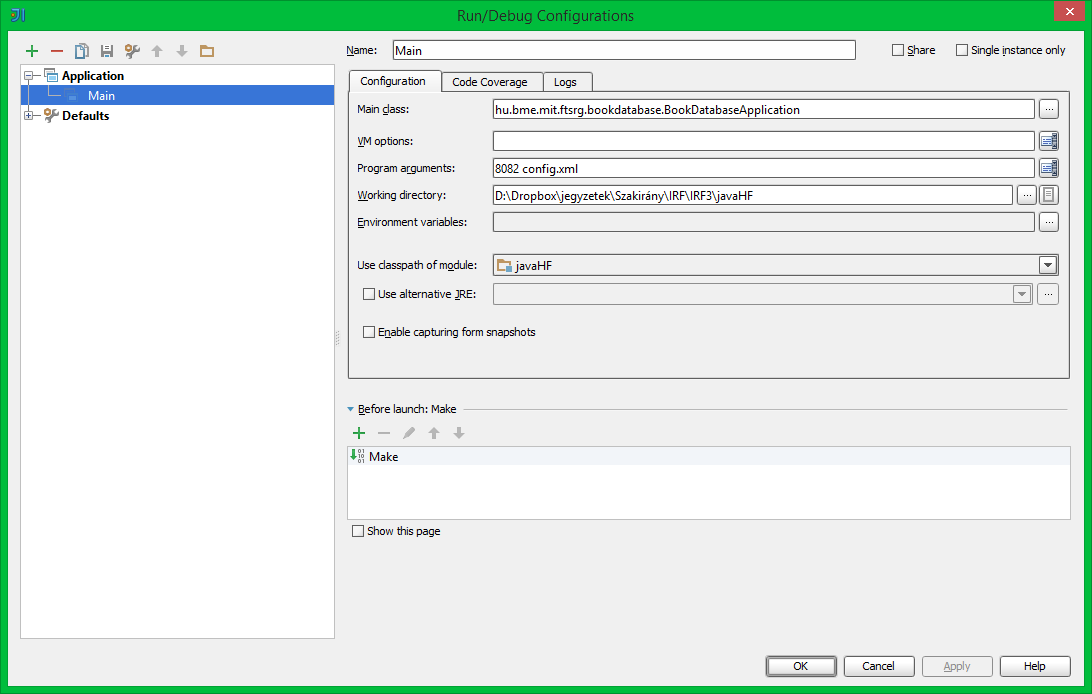 Run/Debug Configurations
Name: Main Share Single instance only
Application
Main
Defaults
Configuration Code Coverage Logs
Main class: hu.bme.mit.ftsrg.bookdatabase.BookDatabaseApplication ...
VM options:
Program arguments: 8082 config.xml
Working directory: D:\Dropbox\jegyzetek\Szakirány\IRF\IRF3\javaHF ...
Environment variables: ...
Use classpath of module: javaHF
Use alternative JRE: ...
Enable capturing form snapshots
Before launch: Make
Make
Show this page
OK Cancel Apply Help